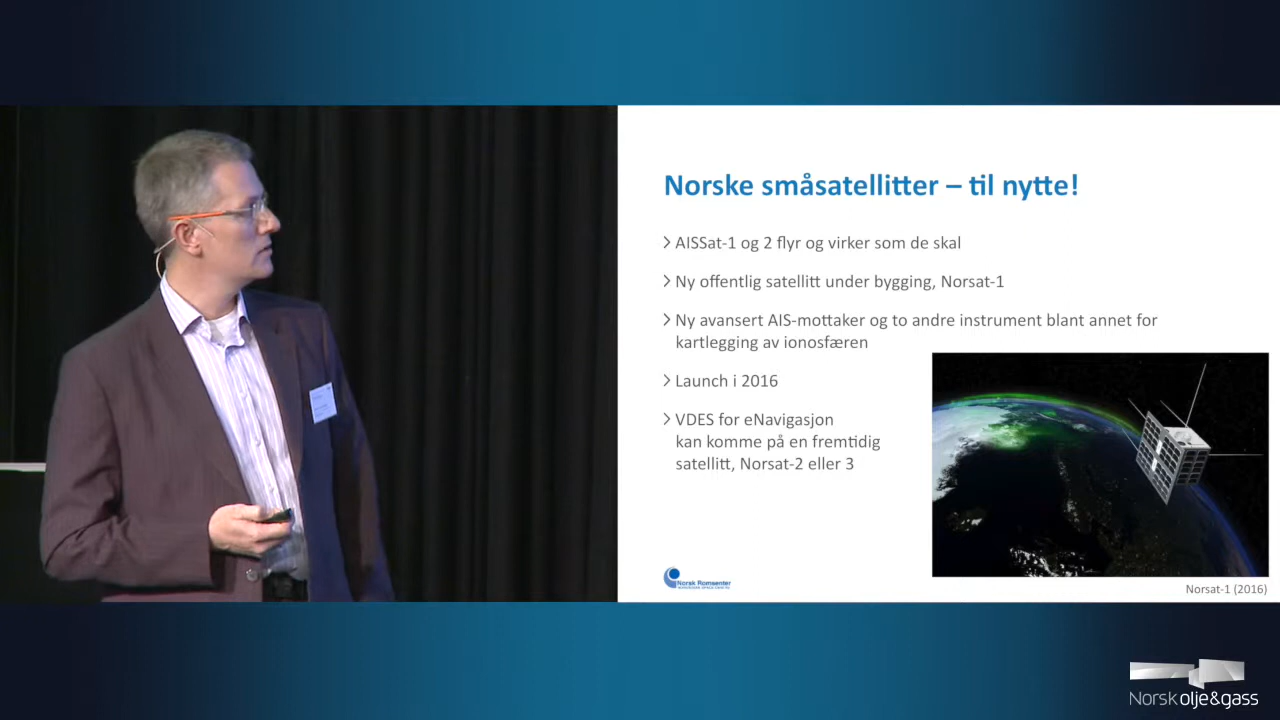 Norske småsatellitter – til nytte!
AISSat-1 og 2 flyr og virker som de skal
Ny offentlig satellitt under bygging, Norsat-1
Ny avansert AIS-mottaker og to andre instrument blant annet for
kartlegging av ionosfæren
Launch i 2016
VDES for eNavigasjon
kan komme på en fremtidig
satellitt, Norsat-2 eller 3
Norsk Romsenter
Norsat-1 (2016)
Norsk olje&gass